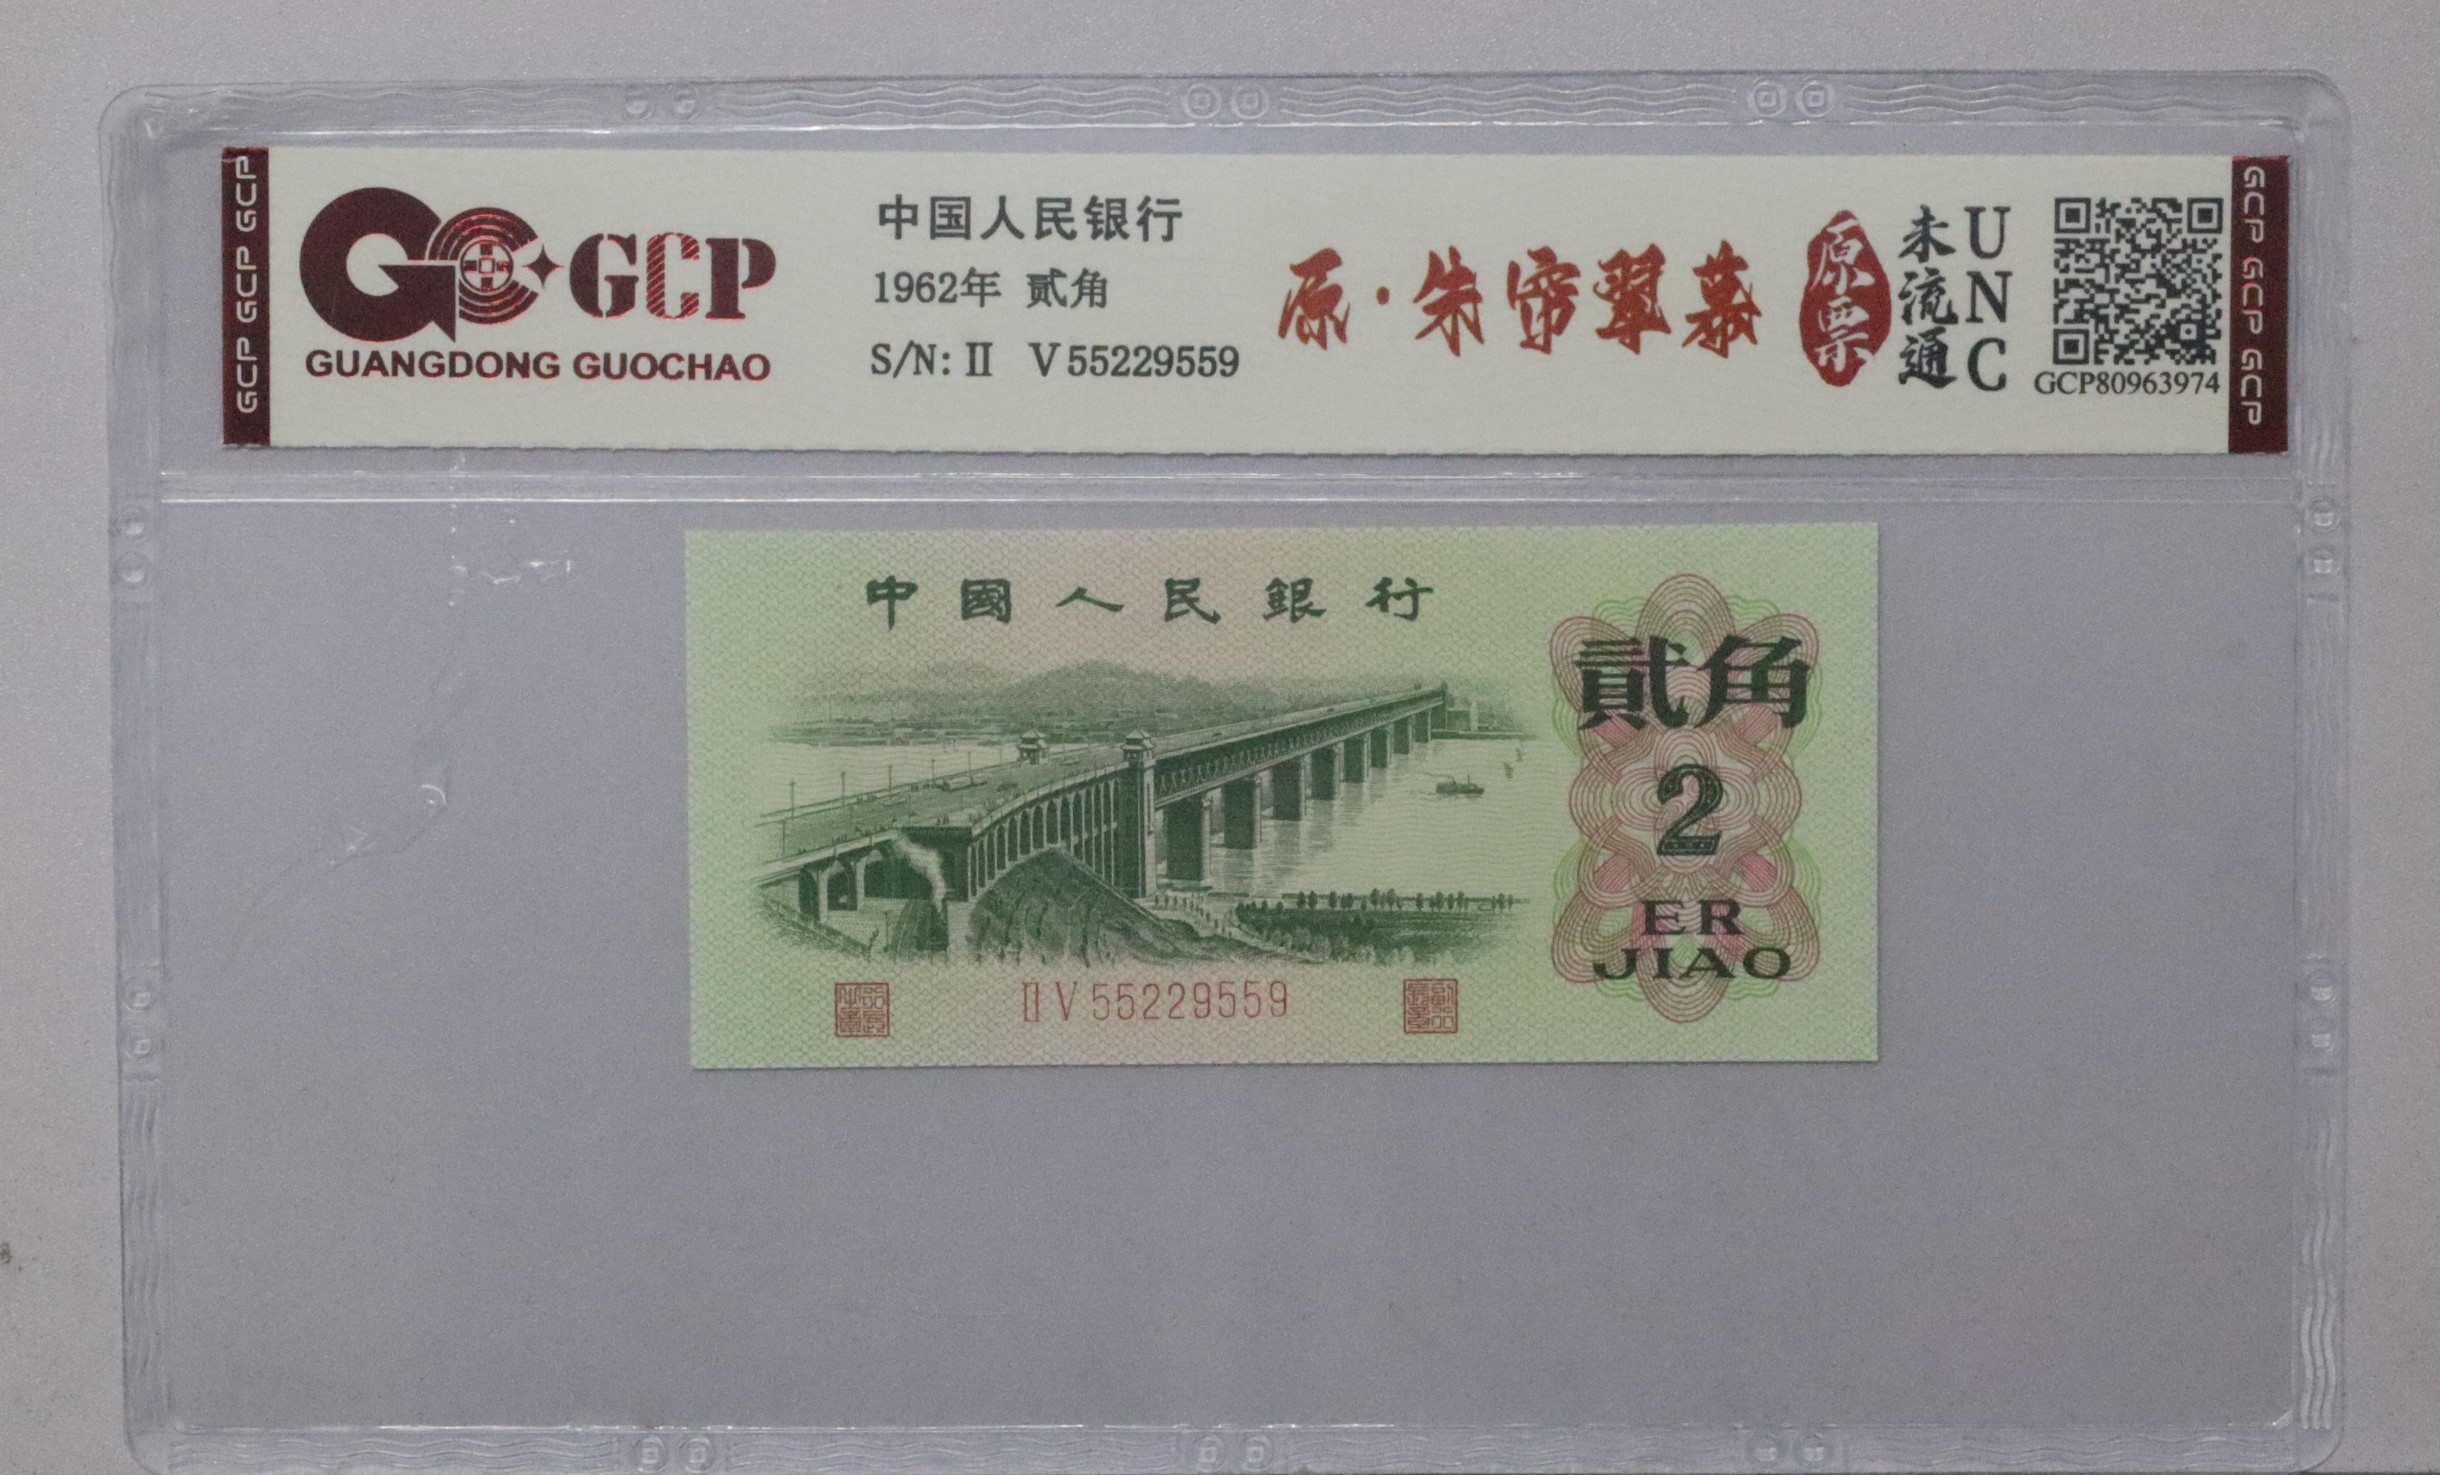 GCP GCP GCP
GCP
GUANGDONG GUOCHAO
中国人民银行
1962年 贰角
S/N: II V 55229559
原·朱帘翠幕
原票
未流通
UNC
GCP80963974
GCP GCP GCP
中國人民銀行
貳角
2
ER
JIAO
II V 55229559